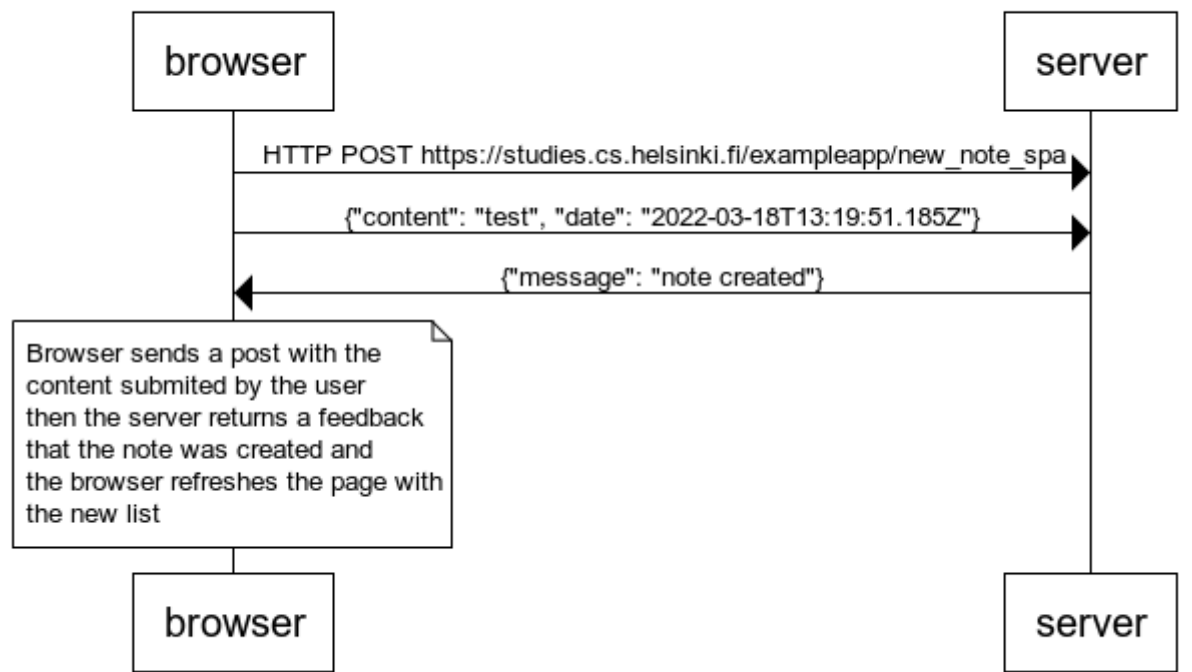 browser
server
HTTP POST https://studies.cs.helsinki.fi/exampleapp/new_note_spa
{"content": "test", "date": "2022-03-18T13:19:51.185Z"}
{"message": "note created"}
Browser sends a post with the
content submited by the user
then the server returns a feedback
that the note was created and
the browser refreshes the page with
the new list
browser
server